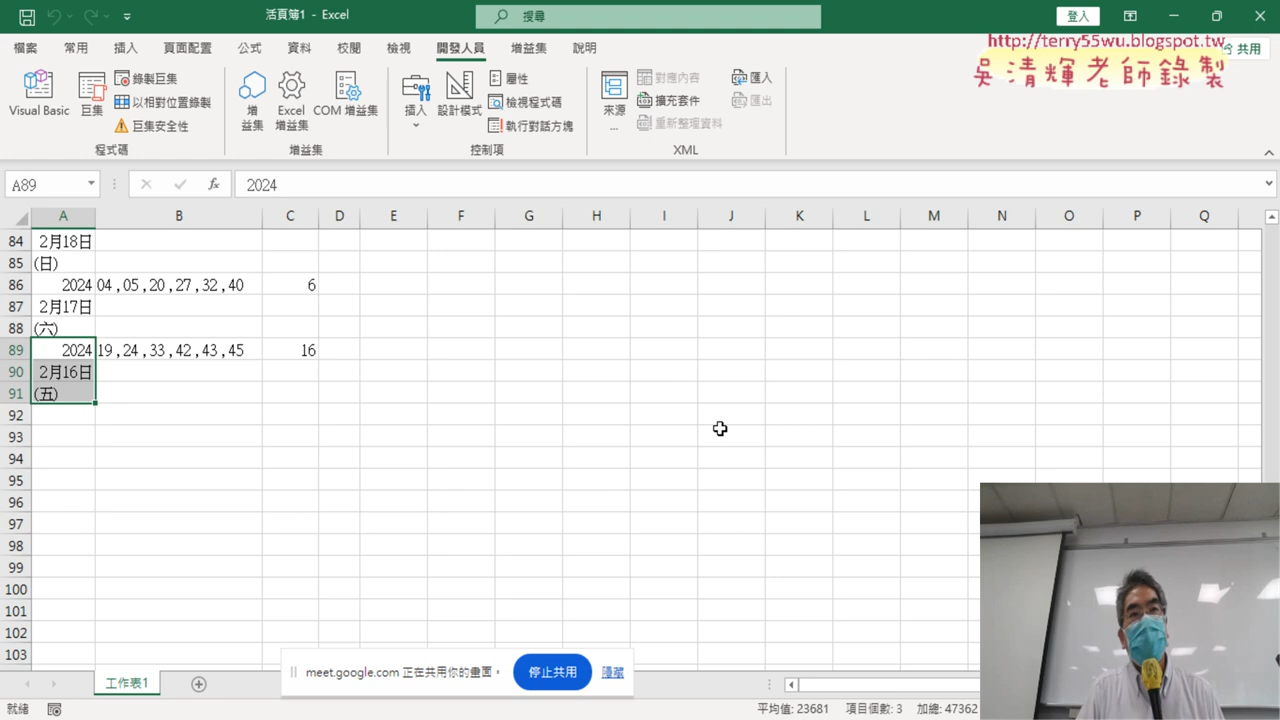 活頁簿1 - Excel
搜尋
登入
檔案 常用 插入 頁面配置 公式 資料 校閱 檢視 開發人員 增益集 說明
共用
http://terry55wu.blogspot.tw
吳清輝老師錄製
Visual Basic
巨集
錄製巨集
以相對位置錄製
巨集安全性
程式碼
增益集
Excel 增益集
COM 增益集
增益集
插入
設計模式
屬性
檢視程式碼
執行對話方塊
控制項
來源...
對應內容
擴充套件
重新整理資料
匯入
匯出
XML
A89
fx
2024
A B C D E F G H I J K L M N O P Q
84 2月18日
85 (日)
86 2024 04 ,05 ,20 ,27 ,32 ,40 6
87 2月17日
88 (六)
89 2024 19 ,24 ,33 ,42 ,43 ,45 16
90 2月16日
91 (五)
92
93
94
95
96
97
98
99
100
101
102
103
meet.google.com 正在共用你的畫面。
停止共用
隱藏
工作表1
就緒
平均值: 23681 項目個數: 3 加總: 47362